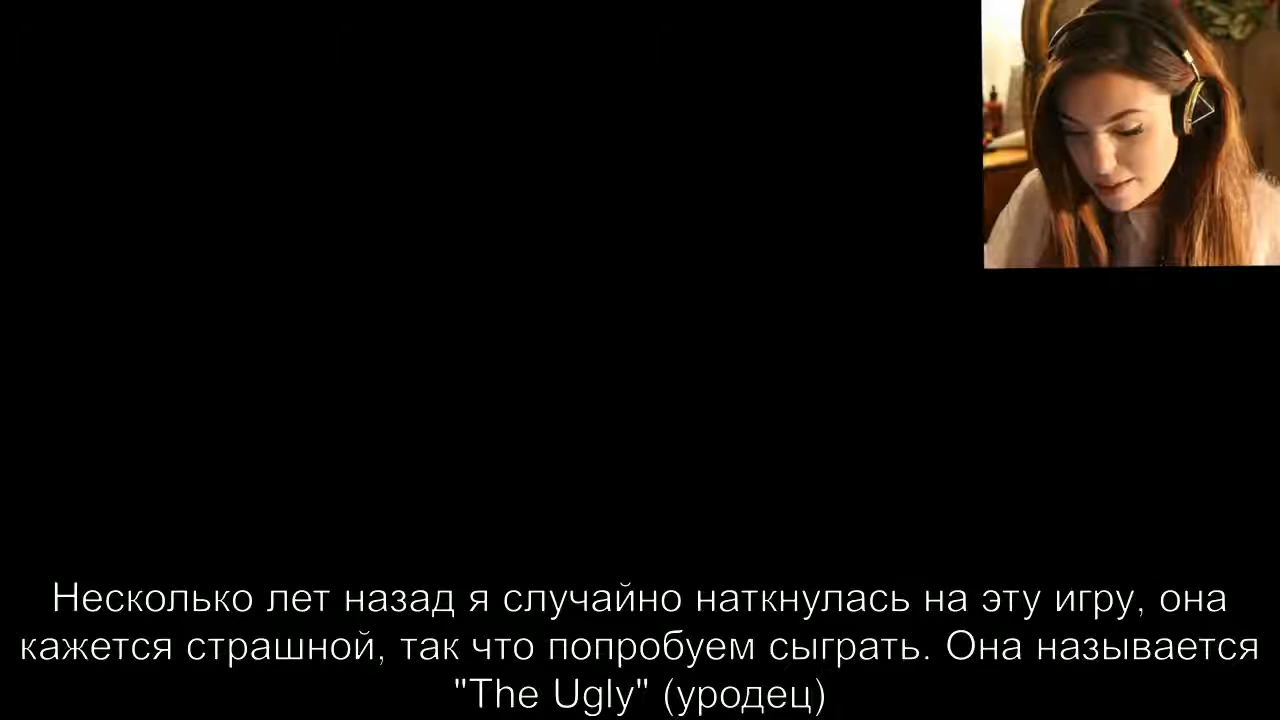 Несколько лет назад я случайно наткнулась на эту игру, она
кажется страшной, так что попробуем сыграть. Она называется
"The Ugly" (уродец)